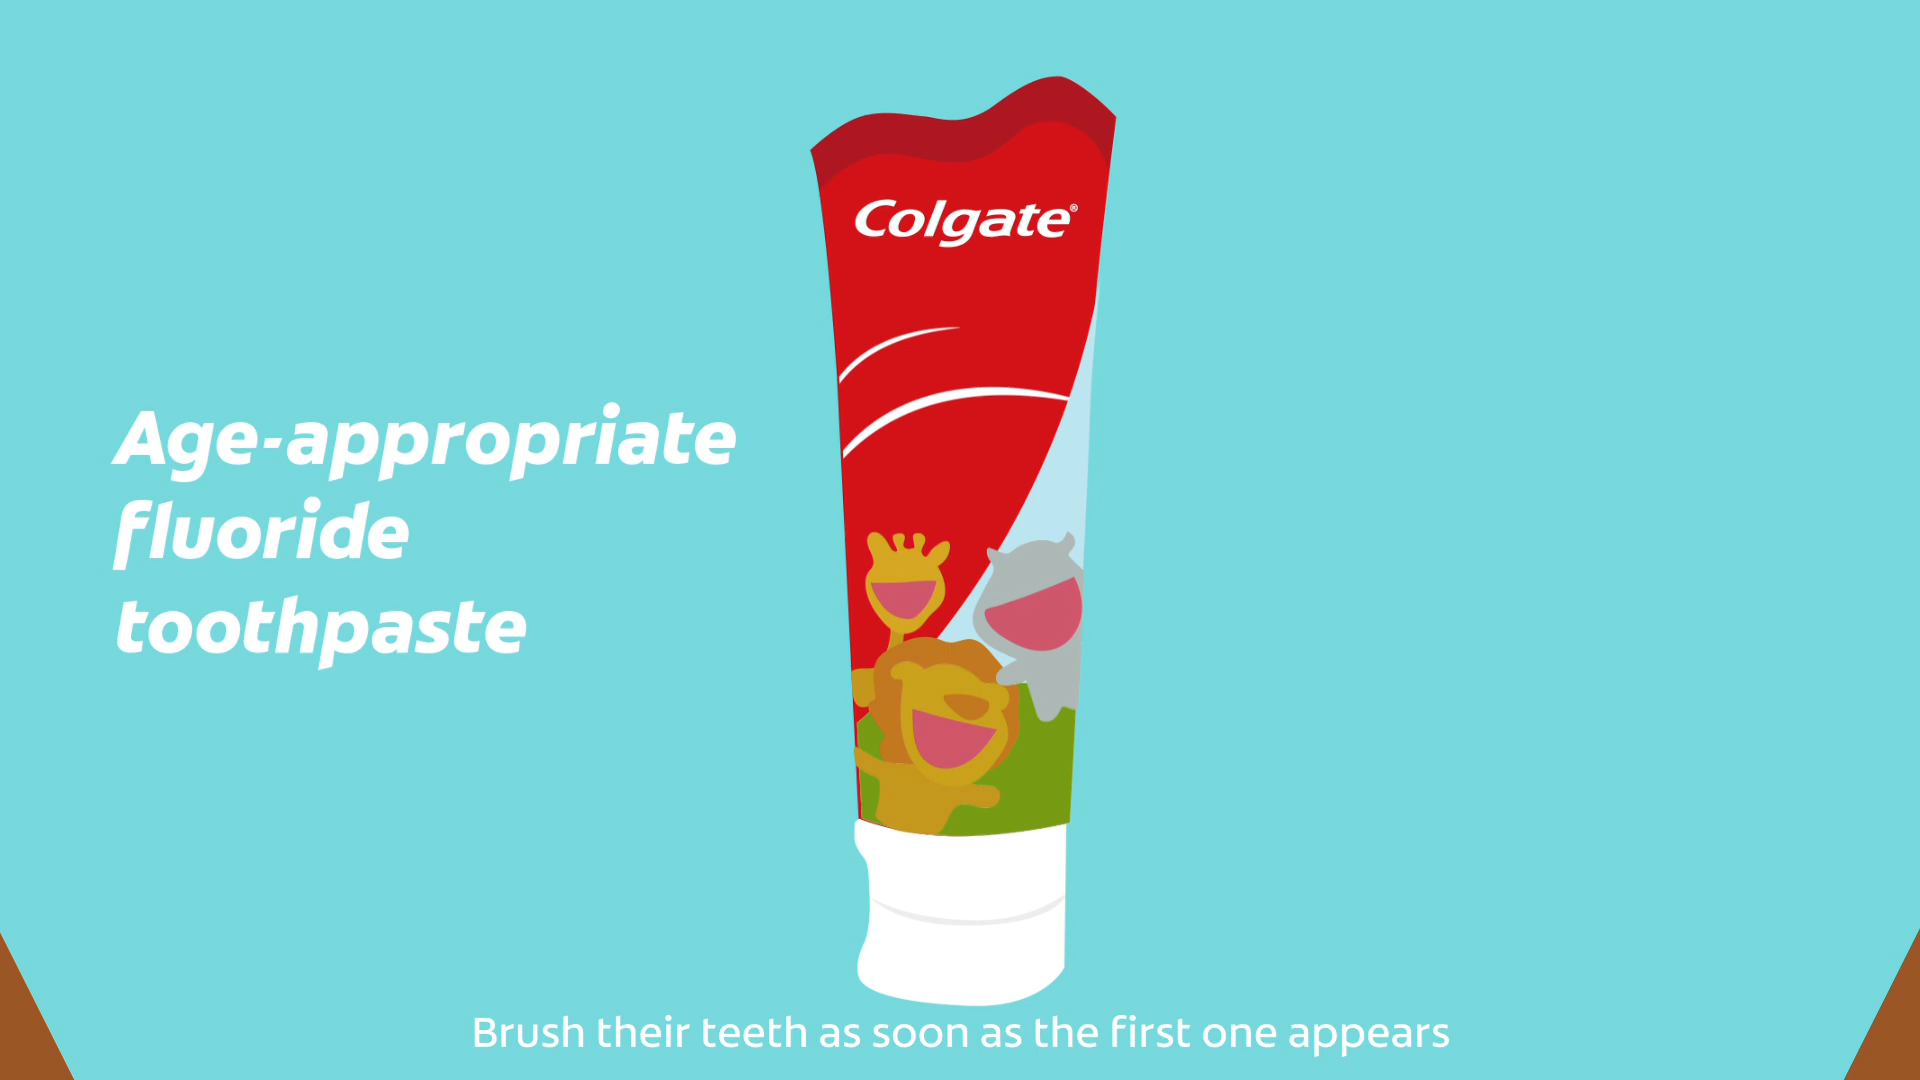 Colgate®
Age-appropriate
fluoride
toothpaste
Brush their teeth as soon as the first one appears